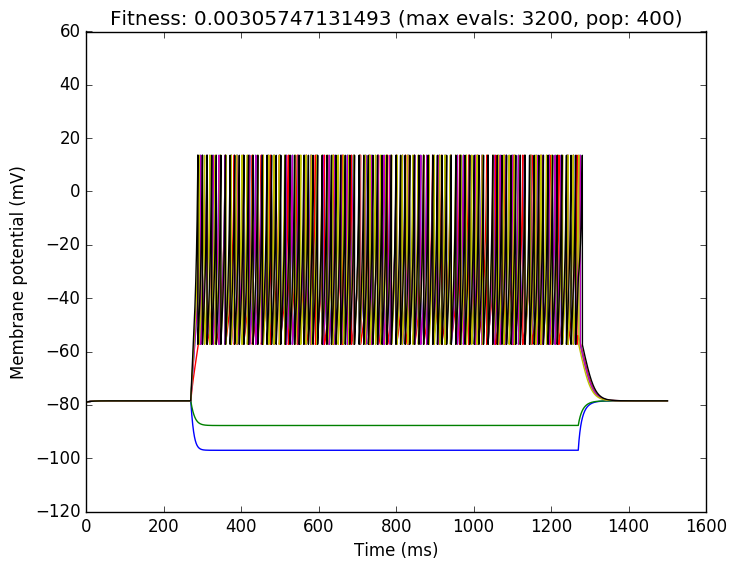 Fitness: 0.00305747131493 (max evals: 3200, pop: 400)
60
40
20
0
−20
−40
−60
−80
−100
−120
Membrane potential (mV)
0 200 400 600 800 1000 1200 1400 1600
Time (ms)